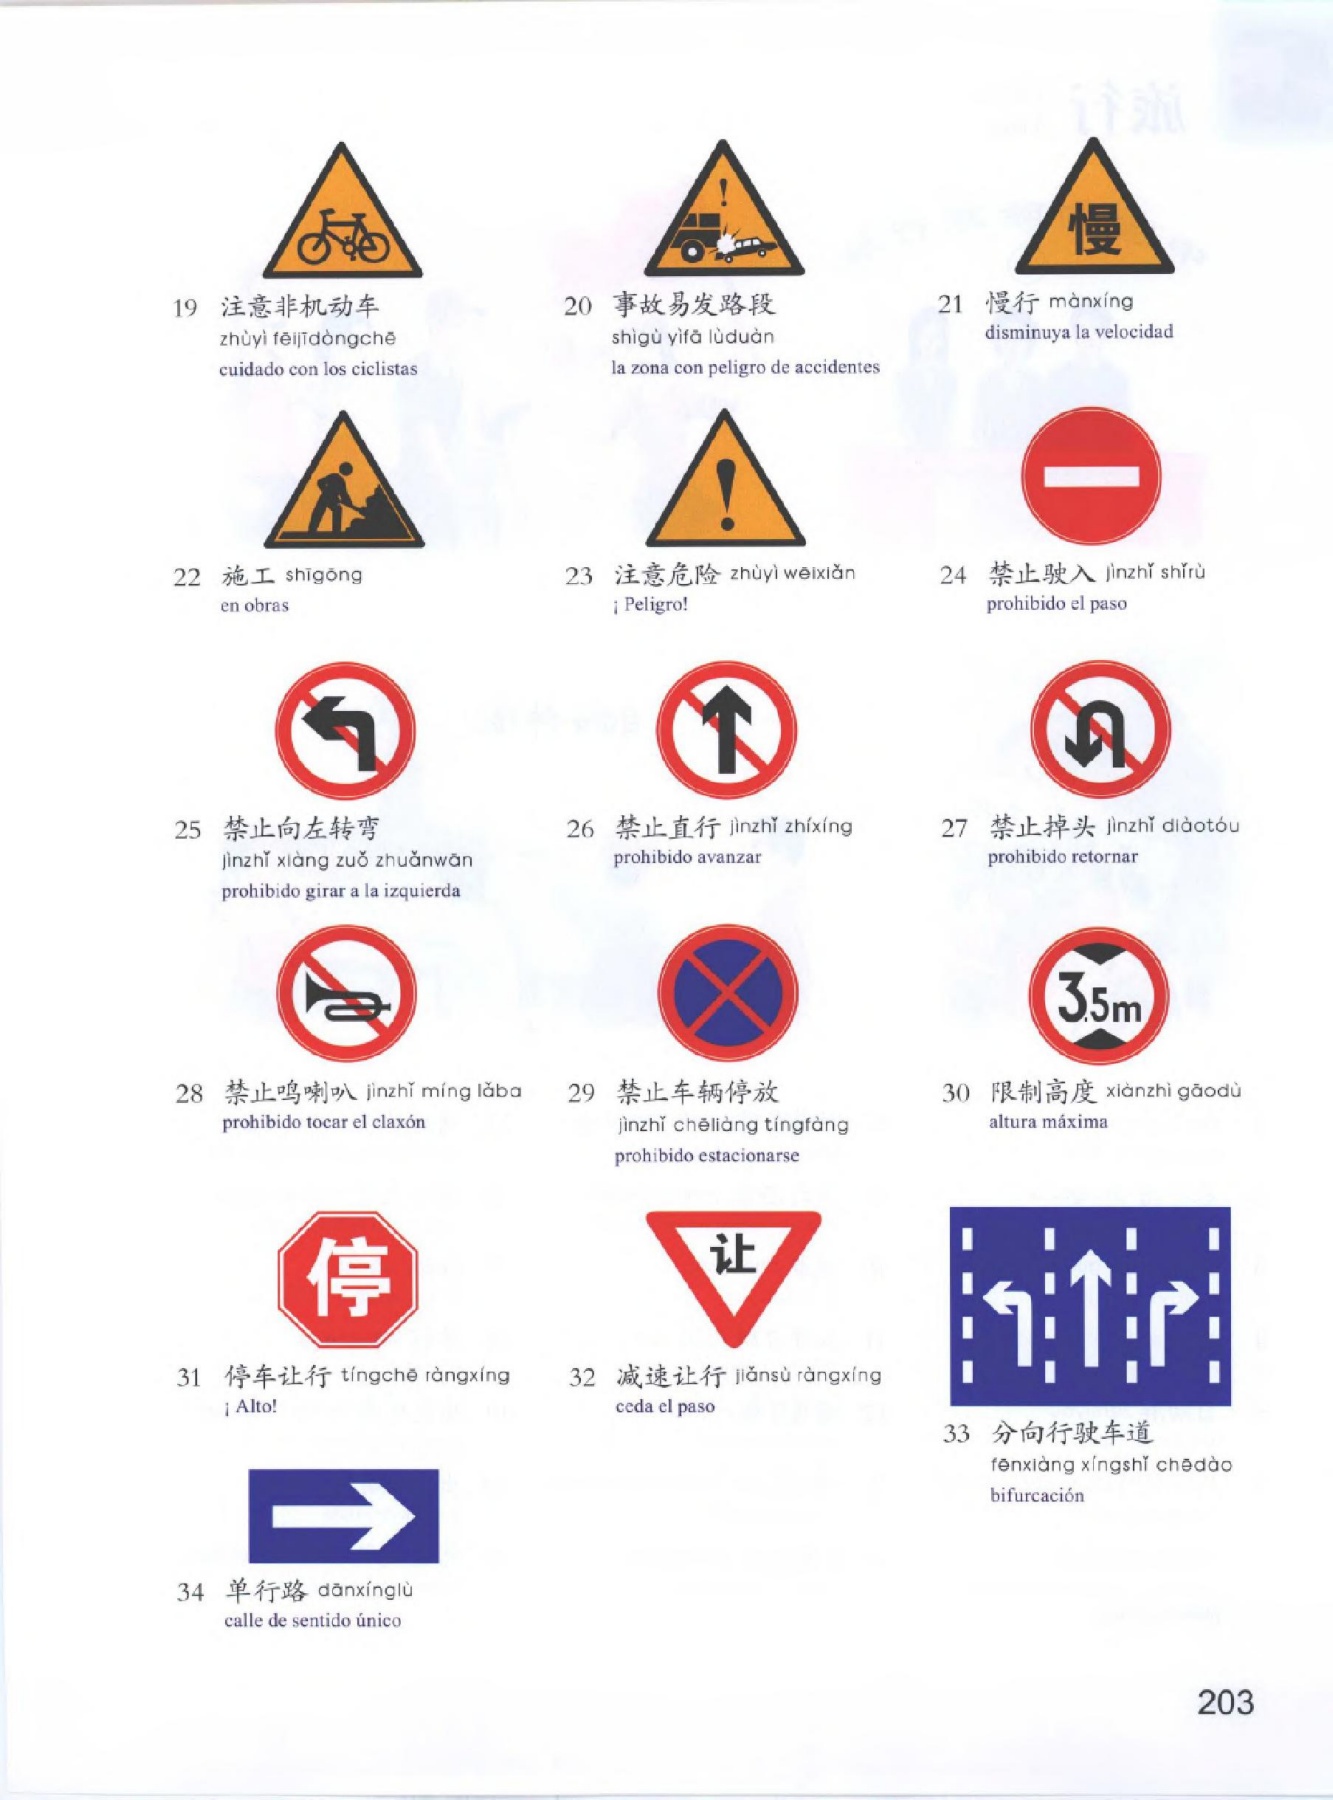 慢
19 注意非机动车
zhùyì fēijīdòngchē
cuidado con los ciclistas
20 事故易发路段
shìgù yìfā lùduàn
la zona con peligro de accidentes
21 慢行 mànxíng
disminuya la velocidad
22 施工 shīgōng
en obras
23 注意危险 zhùyì wēixiǎn
¡ Peligro!
24 禁止驶入 jìnzhǐ shǐrù
prohibido el paso
25 禁止向左转弯
jìnzhǐ xiàng zuǒ zhuǎnwān
prohibido girar a la izquierda
26 禁止直行 jìnzhǐ zhíxíng
prohibido avanzar
27 禁止掉头 jìnzhǐ diàotóu
prohibido retornar
3.5m
28 禁止鸣喇叭 jìnzhǐ míng lǎba
prohibido tocar el claxón
29 禁止车辆停放
jìnzhǐ chēliàng tíngfàng
prohibido estacionarse
30 限制高度 xiànzhì gāodù
altura máxima
停
让
31 停车让行 tíngchē ràngxíng
¡ Alto!
32 减速让行 jiǎnsù ràngxíng
ceda el paso
33 分向行驶车道
fēnxiàng xíngshǐ chēdào
bifurcación
34 单行路 dānxínglù
calle de sentido único
203